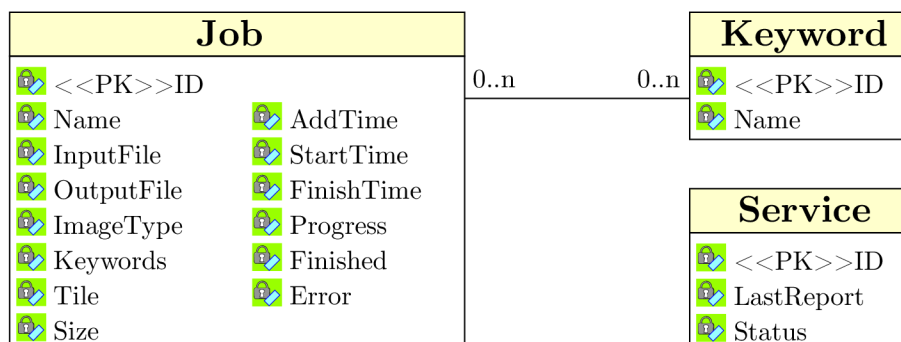 Job
<<PK>>ID
Name
InputFile
OutputFile
ImageType
Keywords
Tile
Size
AddTime
StartTime
FinishTime
Progress
Finished
Error
0..n
0..n
Keyword
<<PK>>ID
Name
Service
<<PK>>ID
LastReport
Status